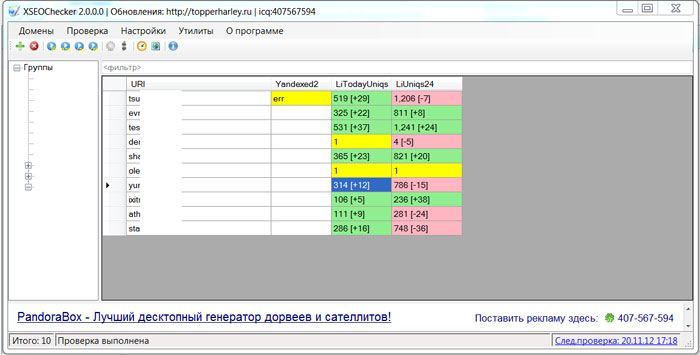 XSEOChecker 2.0.0.0 | Обновления: http://topperharley.ru | icq:407567594
Домены Проверка Настройки Утилиты О программе
Группы
<фильтр>
URI Yandexed2 LiTodayUniqs LiUniqs24
tsu err 519 [+29] 1,206 [-7]
evr 325 [+22] 811 [+8]
tes 531 [+37] 1,241 [+24]
der 1 4 [-5]
sha 365 [+23] 821 [+20]
ole 1 1
yur 314 [+12] 786 [-15]
ixitr 106 [+5] 236 [+38]
ath 111 [+9] 281 [-24]
sta 286 [+16] 748 [-36]
PandoraBox - Лучший десктопный генератор дорвеев и сателлитов! Поставить рекламу здесь: 407-567-594
Итого: 10 Проверка выполнена След.проверка: 20.11.12 17:18